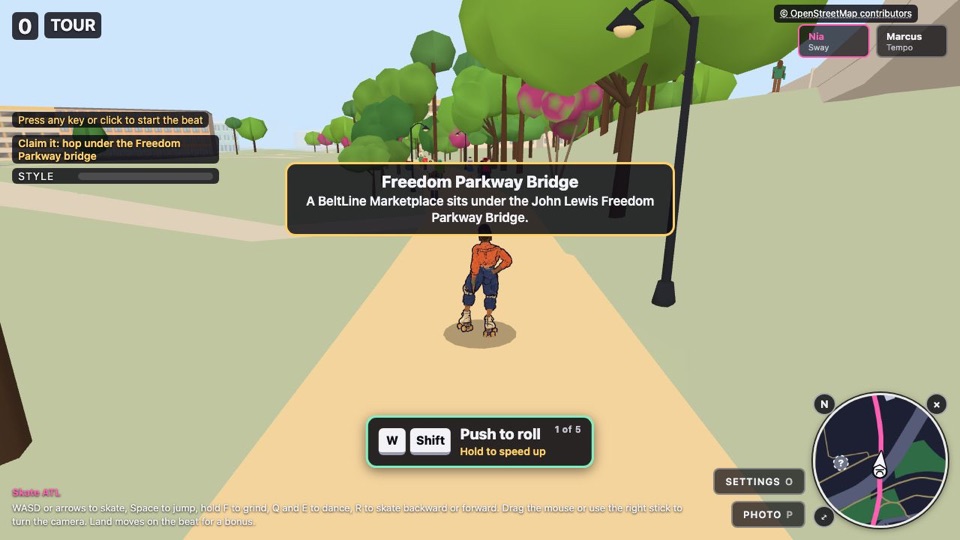 0 TOUR
© OpenStreetMap contributors
Nia
Sway
Marcus
Tempo
Press any key or click to start the beat
Claim it: hop under the Freedom
Parkway bridge
STYLE
Freedom Parkway Bridge
A BeltLine Marketplace sits under the John Lewis Freedom
Parkway Bridge.
W Shift Push to roll 1 of 5
Hold to speed up
N ×
?
SETTINGS O
PHOTO P
Skate ATL
WASD or arrows to skate, Space to jump, hold F to grind, Q and E to dance, R to skate backward or forward. Drag the mouse or use the right stick to
turn the camera. Land moves on the beat for a bonus.